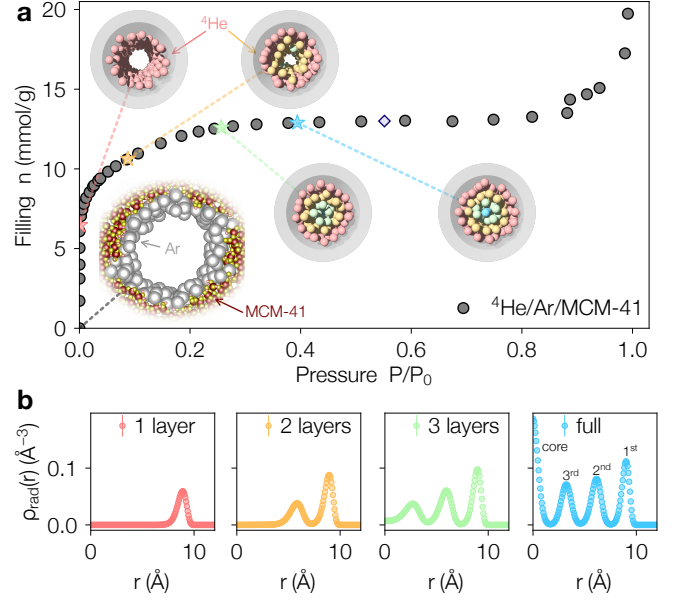 a
20
15
10
5
0
Filling n (mmol/g)
⁴He
Ar
MCM-41
⁴He/Ar/MCM-41
0.0 0.2 0.4 0.6 0.8 1.0
Pressure P/P₀
b
1 layer
2 layers
3 layers
full
core
3ʳᵈ
2ⁿᵈ
1ˢᵗ
0.1
0.0
ρrad(r) (Å⁻³)
0 10
0 10
0 10
0 10
r (Å)
r (Å)
r (Å)
r (Å)